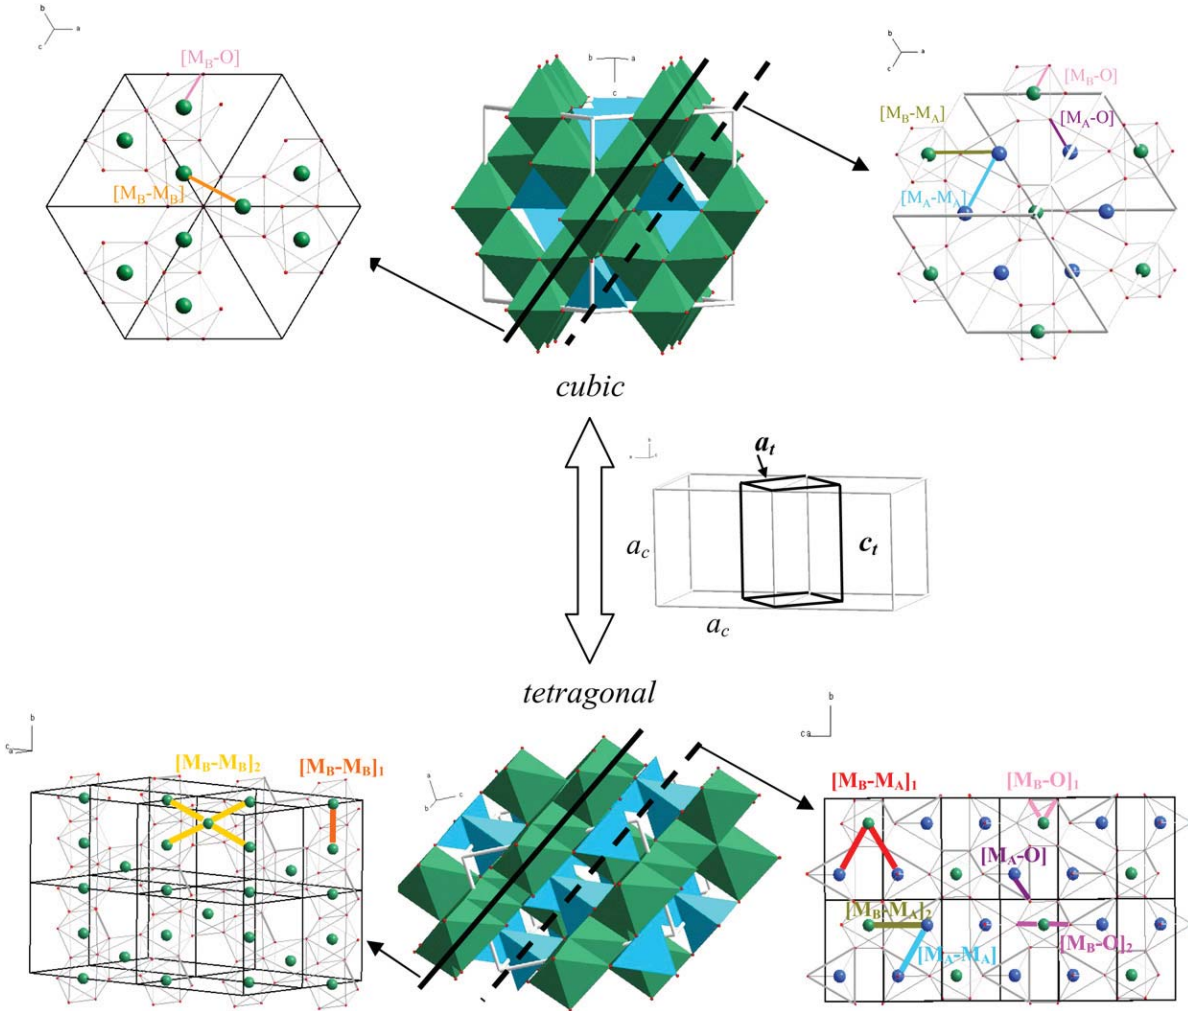 b
a
c
[M_B-O]
[M_B-M_B]
b
a
c
b
a
c
[M_B-O]
[M_B-M_A]
[M_A-O]
[M_A-M_A]
cubic
a_t
a_c
c_t
a_c
tetragonal
b
c
a
[M_B-M_B]_2
[M_B-M_B]_1
a
c
b
b
ca
[M_B-M_A]_1
[M_B-O]_1
[M_A-O]
[M_B-M_A]_2
[M_B-O]_2
[M_A-M_A]